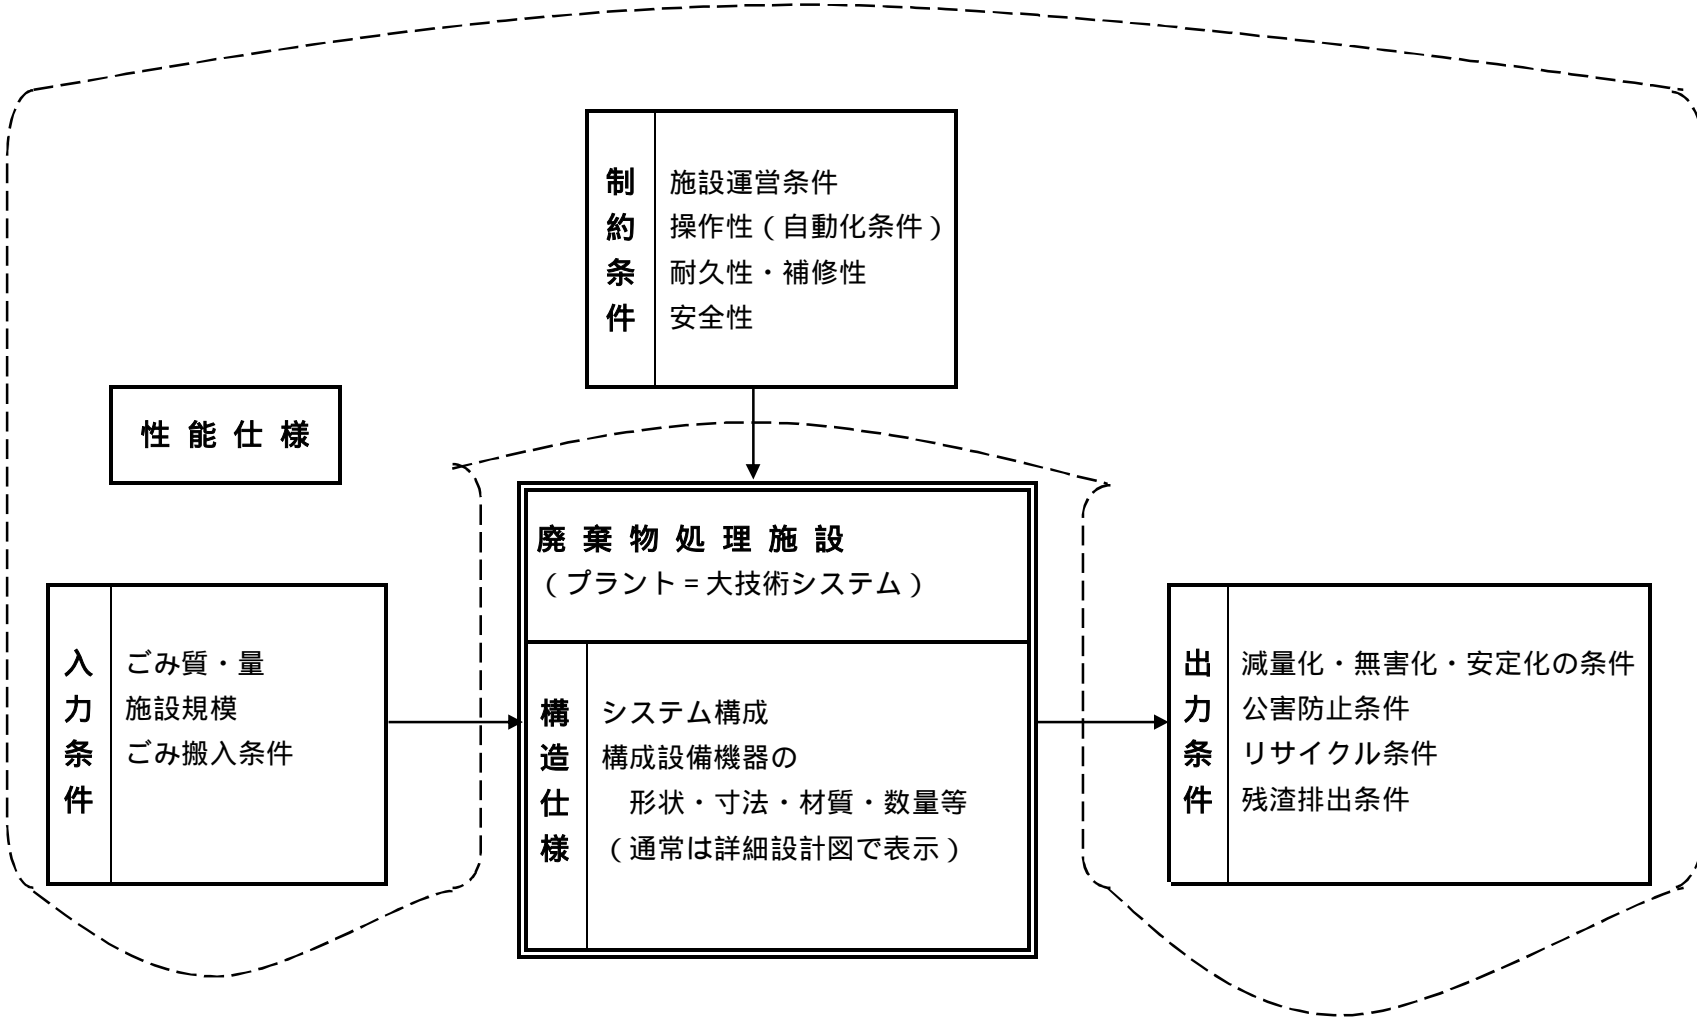 制約条件
施設運営条件
操作性（自動化条件）
耐久性・補修性
安全性
性能仕様
廃棄物処理施設
（プラント＝大技術システム）
入力条件
ごみ質・量
施設規模
ごみ搬入条件
構造仕様
システム構成
構成設備機器の
形状・寸法・材質・数量等
（通常は詳細設計図で表示）
出力条件
減量化・無害化・安定化の条件
公害防止条件
リサイクル条件
残渣排出条件